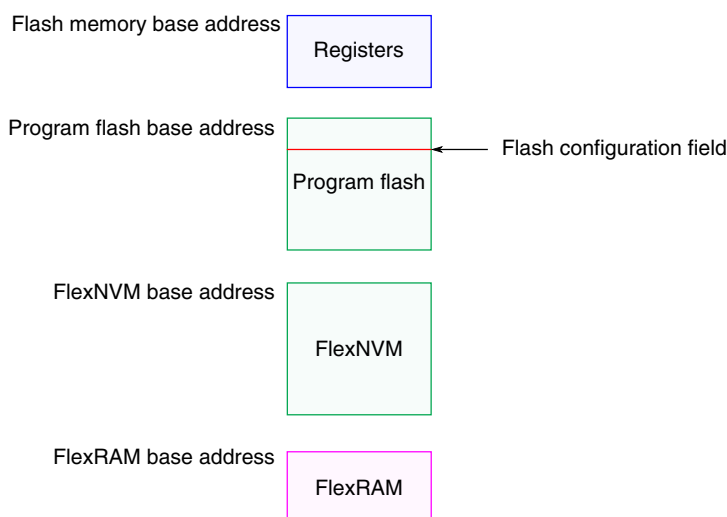 Flash memory base address
Registers
Program flash base address
Flash configuration field
Program flash
FlexNVM base address
FlexNVM
FlexRAM base address
FlexRAM